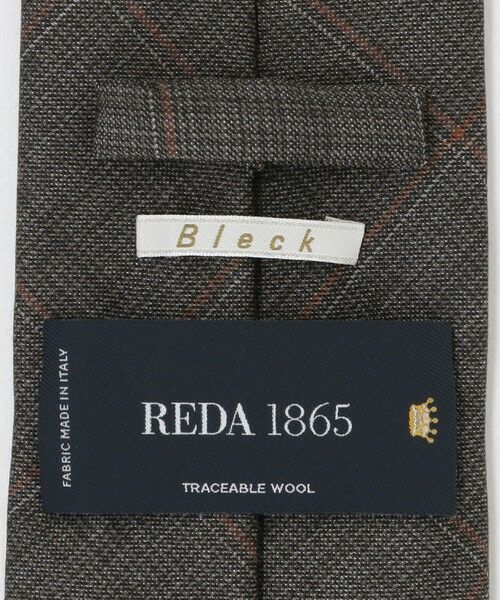 Bleck
FABRIC MADE IN ITALY
REDA 1865
TRACEABLE WOOL